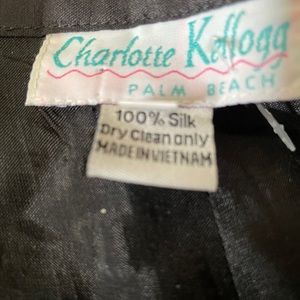 Charlotte Kellogg
PALM BEACH
100% Silk
Dry Clean only
MADE IN VIETNAM